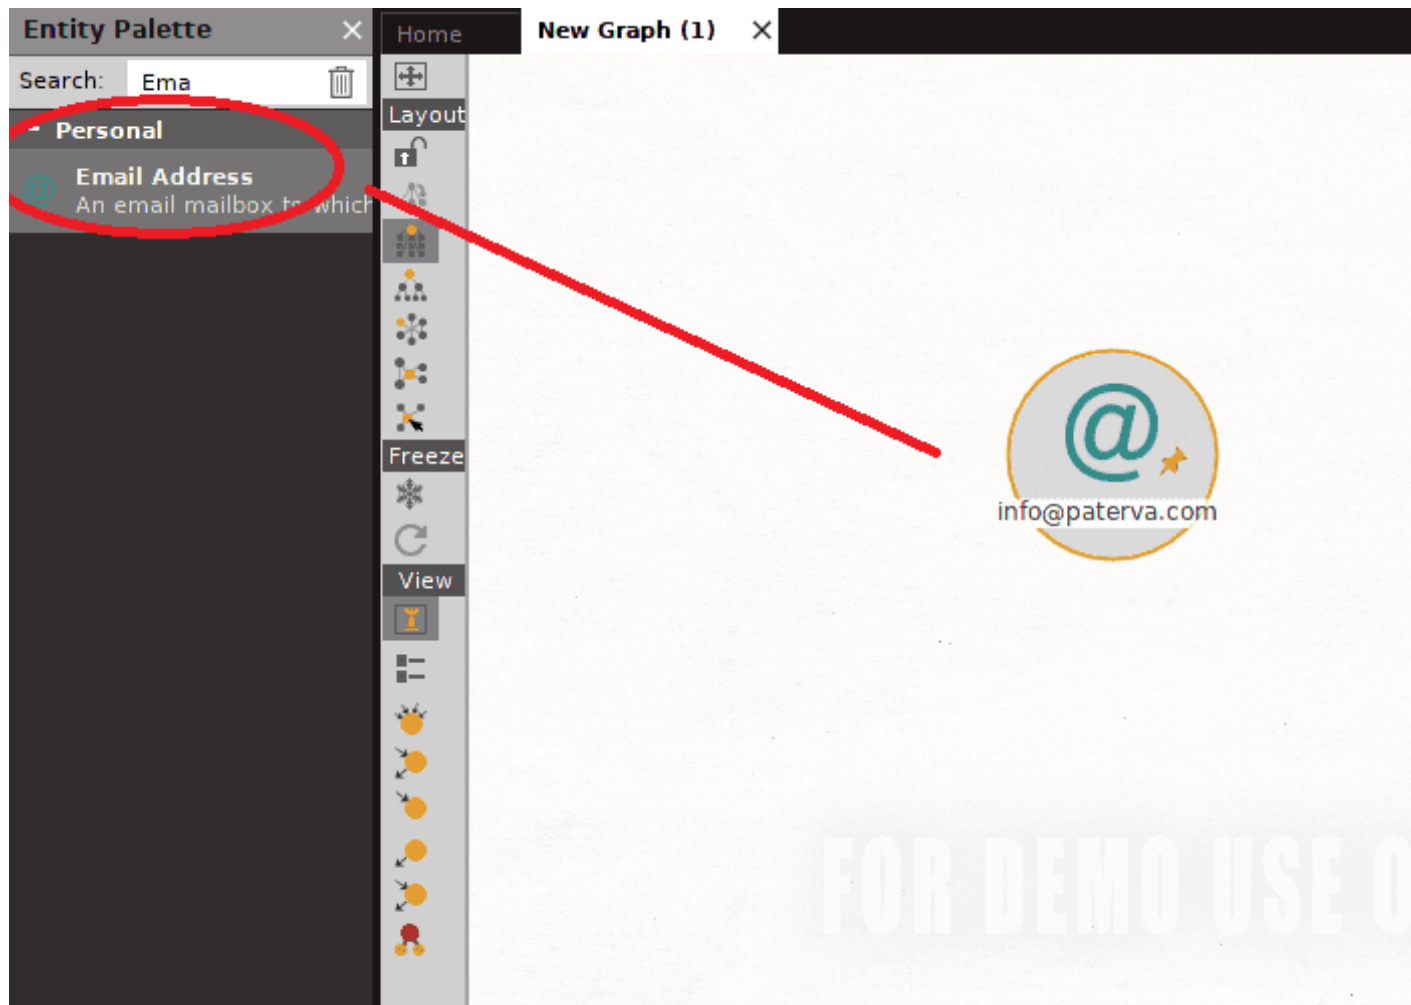 Entity Palette
Home
New Graph (1)
Search:
Ema
Layout
Personal
Email Address
An email mailbox to which
Freeze
info@paterva.com
View
FOR DEMO USE O